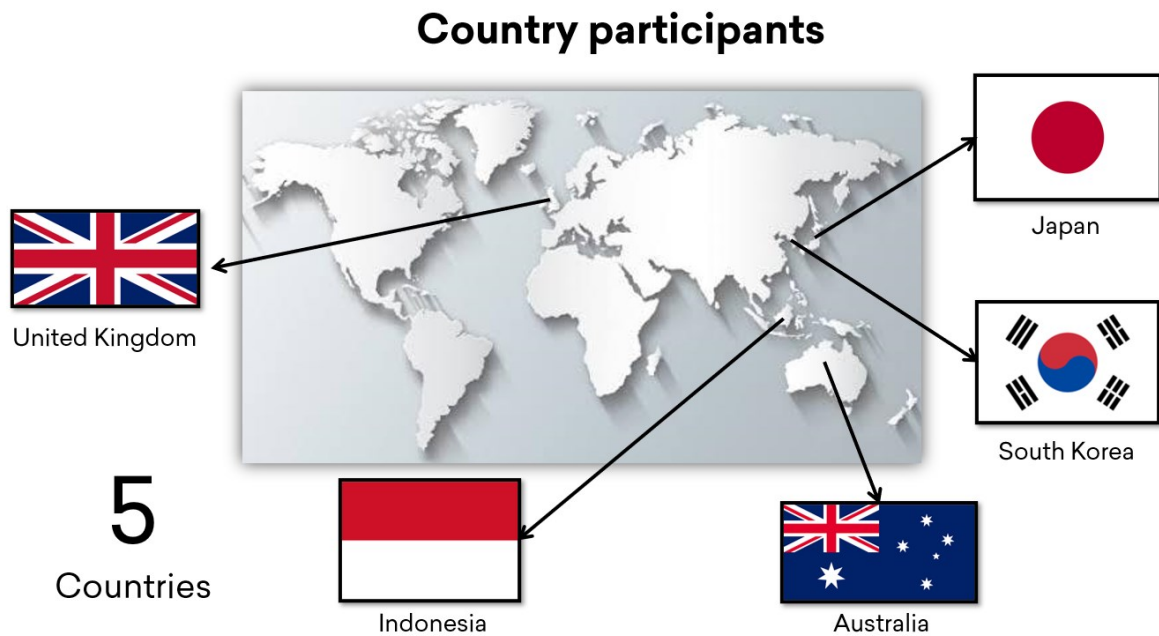 Country participants
Japan
United Kingdom
South Korea
5
Countries
Indonesia
Australia